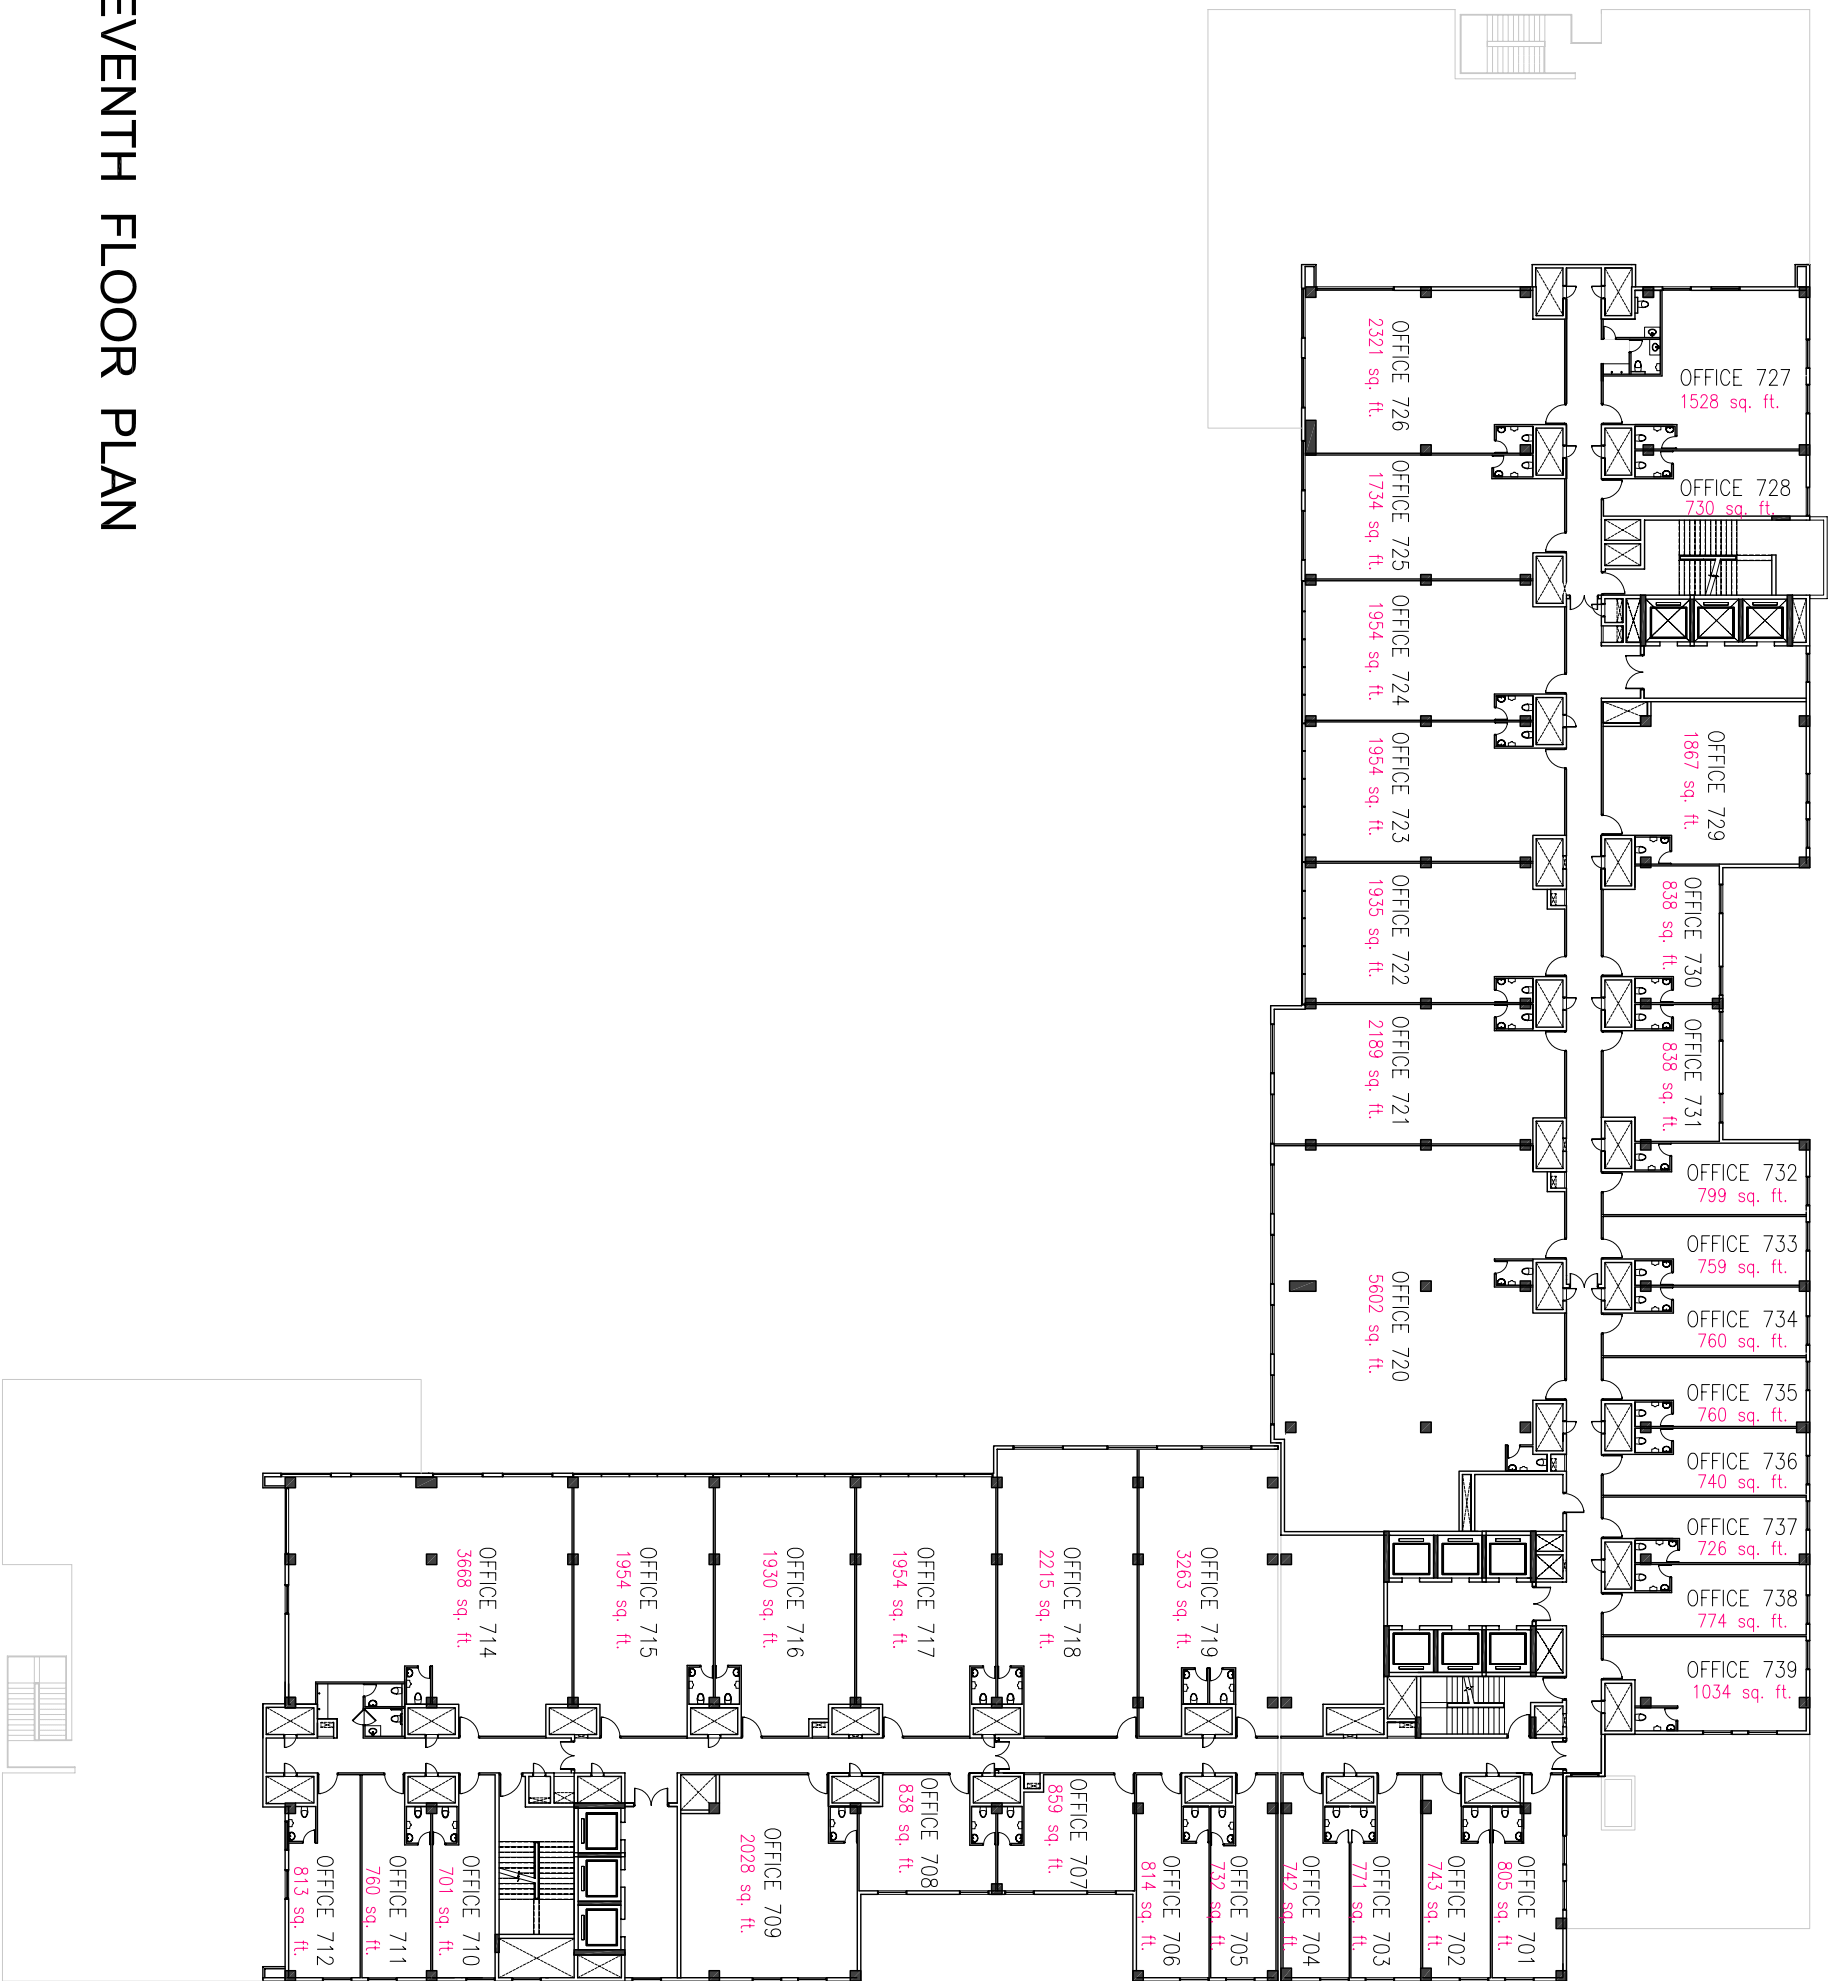 EVENTH FLOOR PLAN
OFFICE 726
2321 sq. ft.
OFFICE 727
1528 sq. ft.
OFFICE 725
1734 sq. ft.
OFFICE 728
730 sq. ft.
OFFICE 724
1954 sq. ft.
OFFICE 723
1954 sq. ft.
OFFICE 729
1867 sq. ft.
OFFICE 722
1935 sq. ft.
OFFICE 730
838 sq. ft.
OFFICE 721
2189 sq. ft.
OFFICE 731
838 sq. ft.
OFFICE 732
799 sq. ft.
OFFICE 733
759 sq. ft.
OFFICE 720
5602 sq. ft.
OFFICE 734
760 sq. ft.
OFFICE 735
760 sq. ft.
OFFICE 736
740 sq. ft.
OFFICE 737
726 sq. ft.
OFFICE 738
774 sq. ft.
OFFICE 739
1034 sq. ft.
OFFICE 714
3668 sq. ft.
OFFICE 715
1954 sq. ft.
OFFICE 716
1930 sq. ft.
OFFICE 717
1954 sq. ft.
OFFICE 718
2215 sq. ft.
OFFICE 719
3263 sq. ft.
OFFICE 712
813 sq. ft.
OFFICE 711
760 sq. ft.
OFFICE 710
701 sq. ft.
OFFICE 709
2028 sq. ft.
OFFICE 708
838 sq. ft.
OFFICE 707
859 sq. ft.
OFFICE 706
814 sq. ft.
OFFICE 705
732 sq. ft.
OFFICE 704
742 sq. ft.
OFFICE 703
771 sq. ft.
OFFICE 702
743 sq. ft.
OFFICE 701
805 sq. ft.